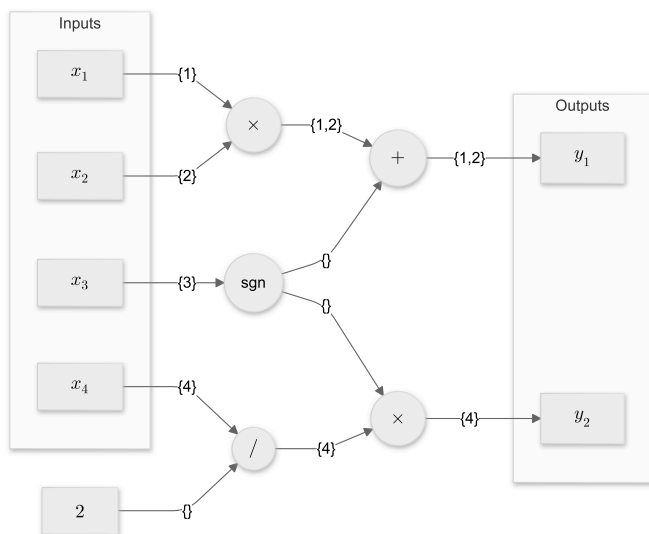 Inputs
x₁
{1}
×
{1,2}
+
{1,2}
Outputs
y₁
x₂
{2}
x₃
{3}
sgn
{}
{}
x₄
{4}
/
{4}
×
{4}
y₂
2
{}